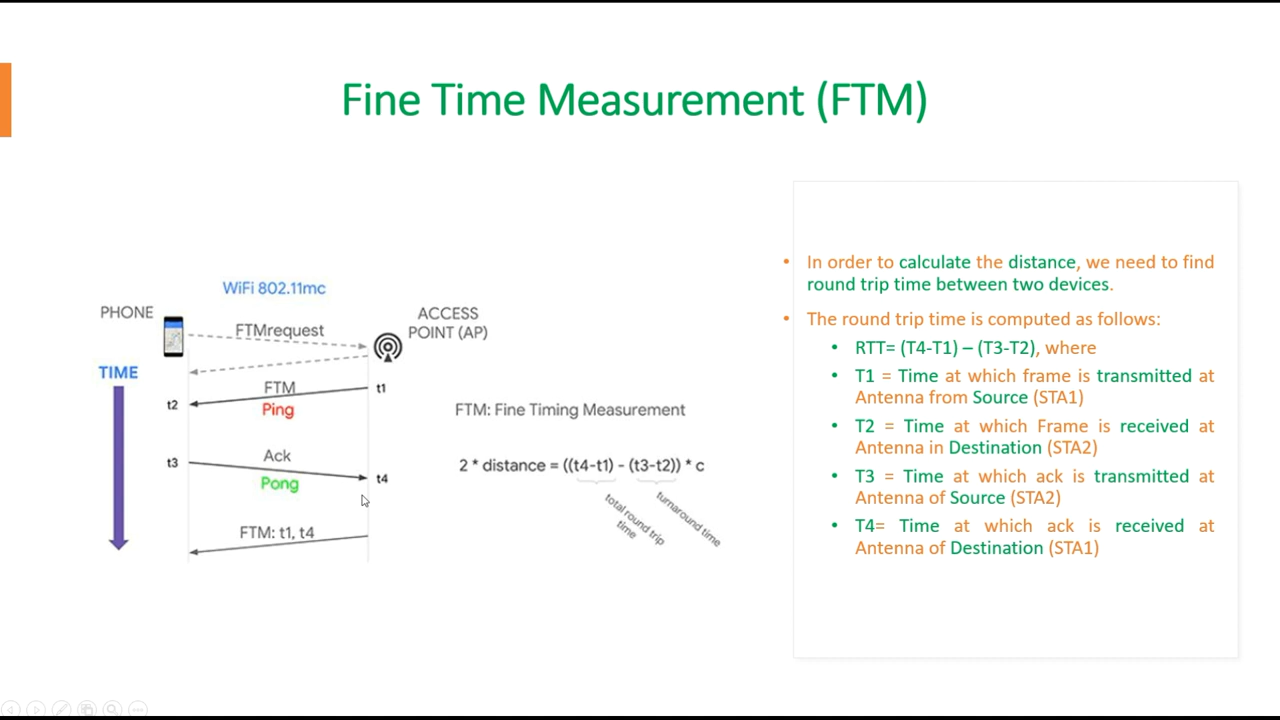 Fine Time Measurement (FTM)
WiFi 802.11mc
PHONE
ACCESS
POINT (AP)
FTMrequest
TIME
FTM
t1
t2
Ping
Ack
t3
t4
Pong
FTM: t1, t4
FTM: Fine Timing Measurement
2 * distance = ((t4-t1) - (t3-t2)) * c
total round trip
time
turnaround time
• In order to calculate the distance, we need to find
round trip time between two devices.
• The round trip time is computed as follows:
• RTT= (T4-T1) – (T3-T2), where
• T1 = Time at which frame is transmitted at
Antenna from Source (STA1)
• T2 = Time at which Frame is received at
Antenna in Destination (STA2)
• T3 = Time at which ack is transmitted at
Antenna of Source (STA2)
• T4= Time at which ack is received at
Antenna of Destination (STA1)